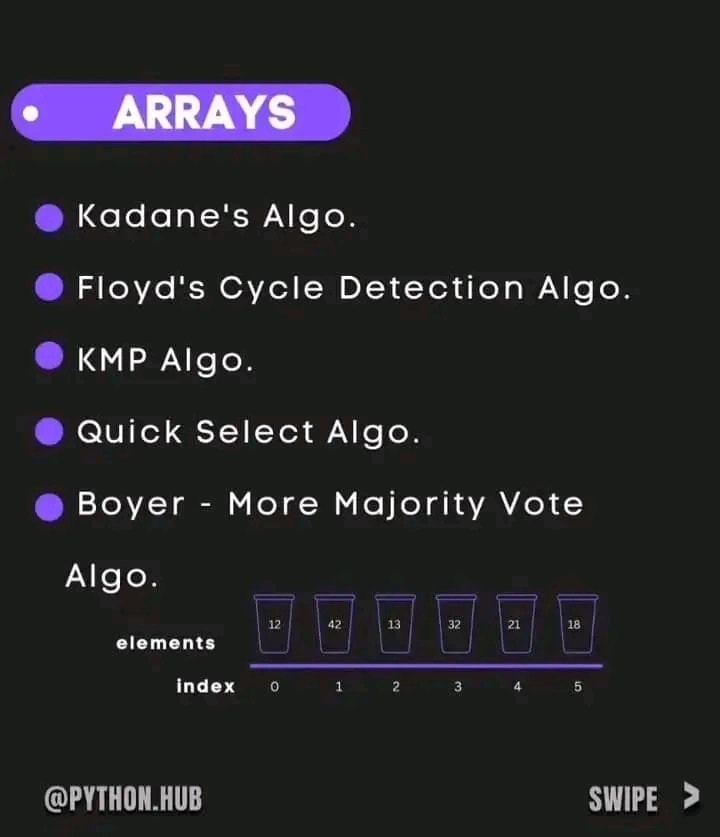 ARRAYS
Kadane's Algo.
Floyd's Cycle Detection Algo.
KMP Algo.
Quick Select Algo.
Boyer - More Majority Vote
Algo.
12 42 13 32 21 18
elements
index 0 1 2 3 4 5
@PYTHON.HUB SWIPE >